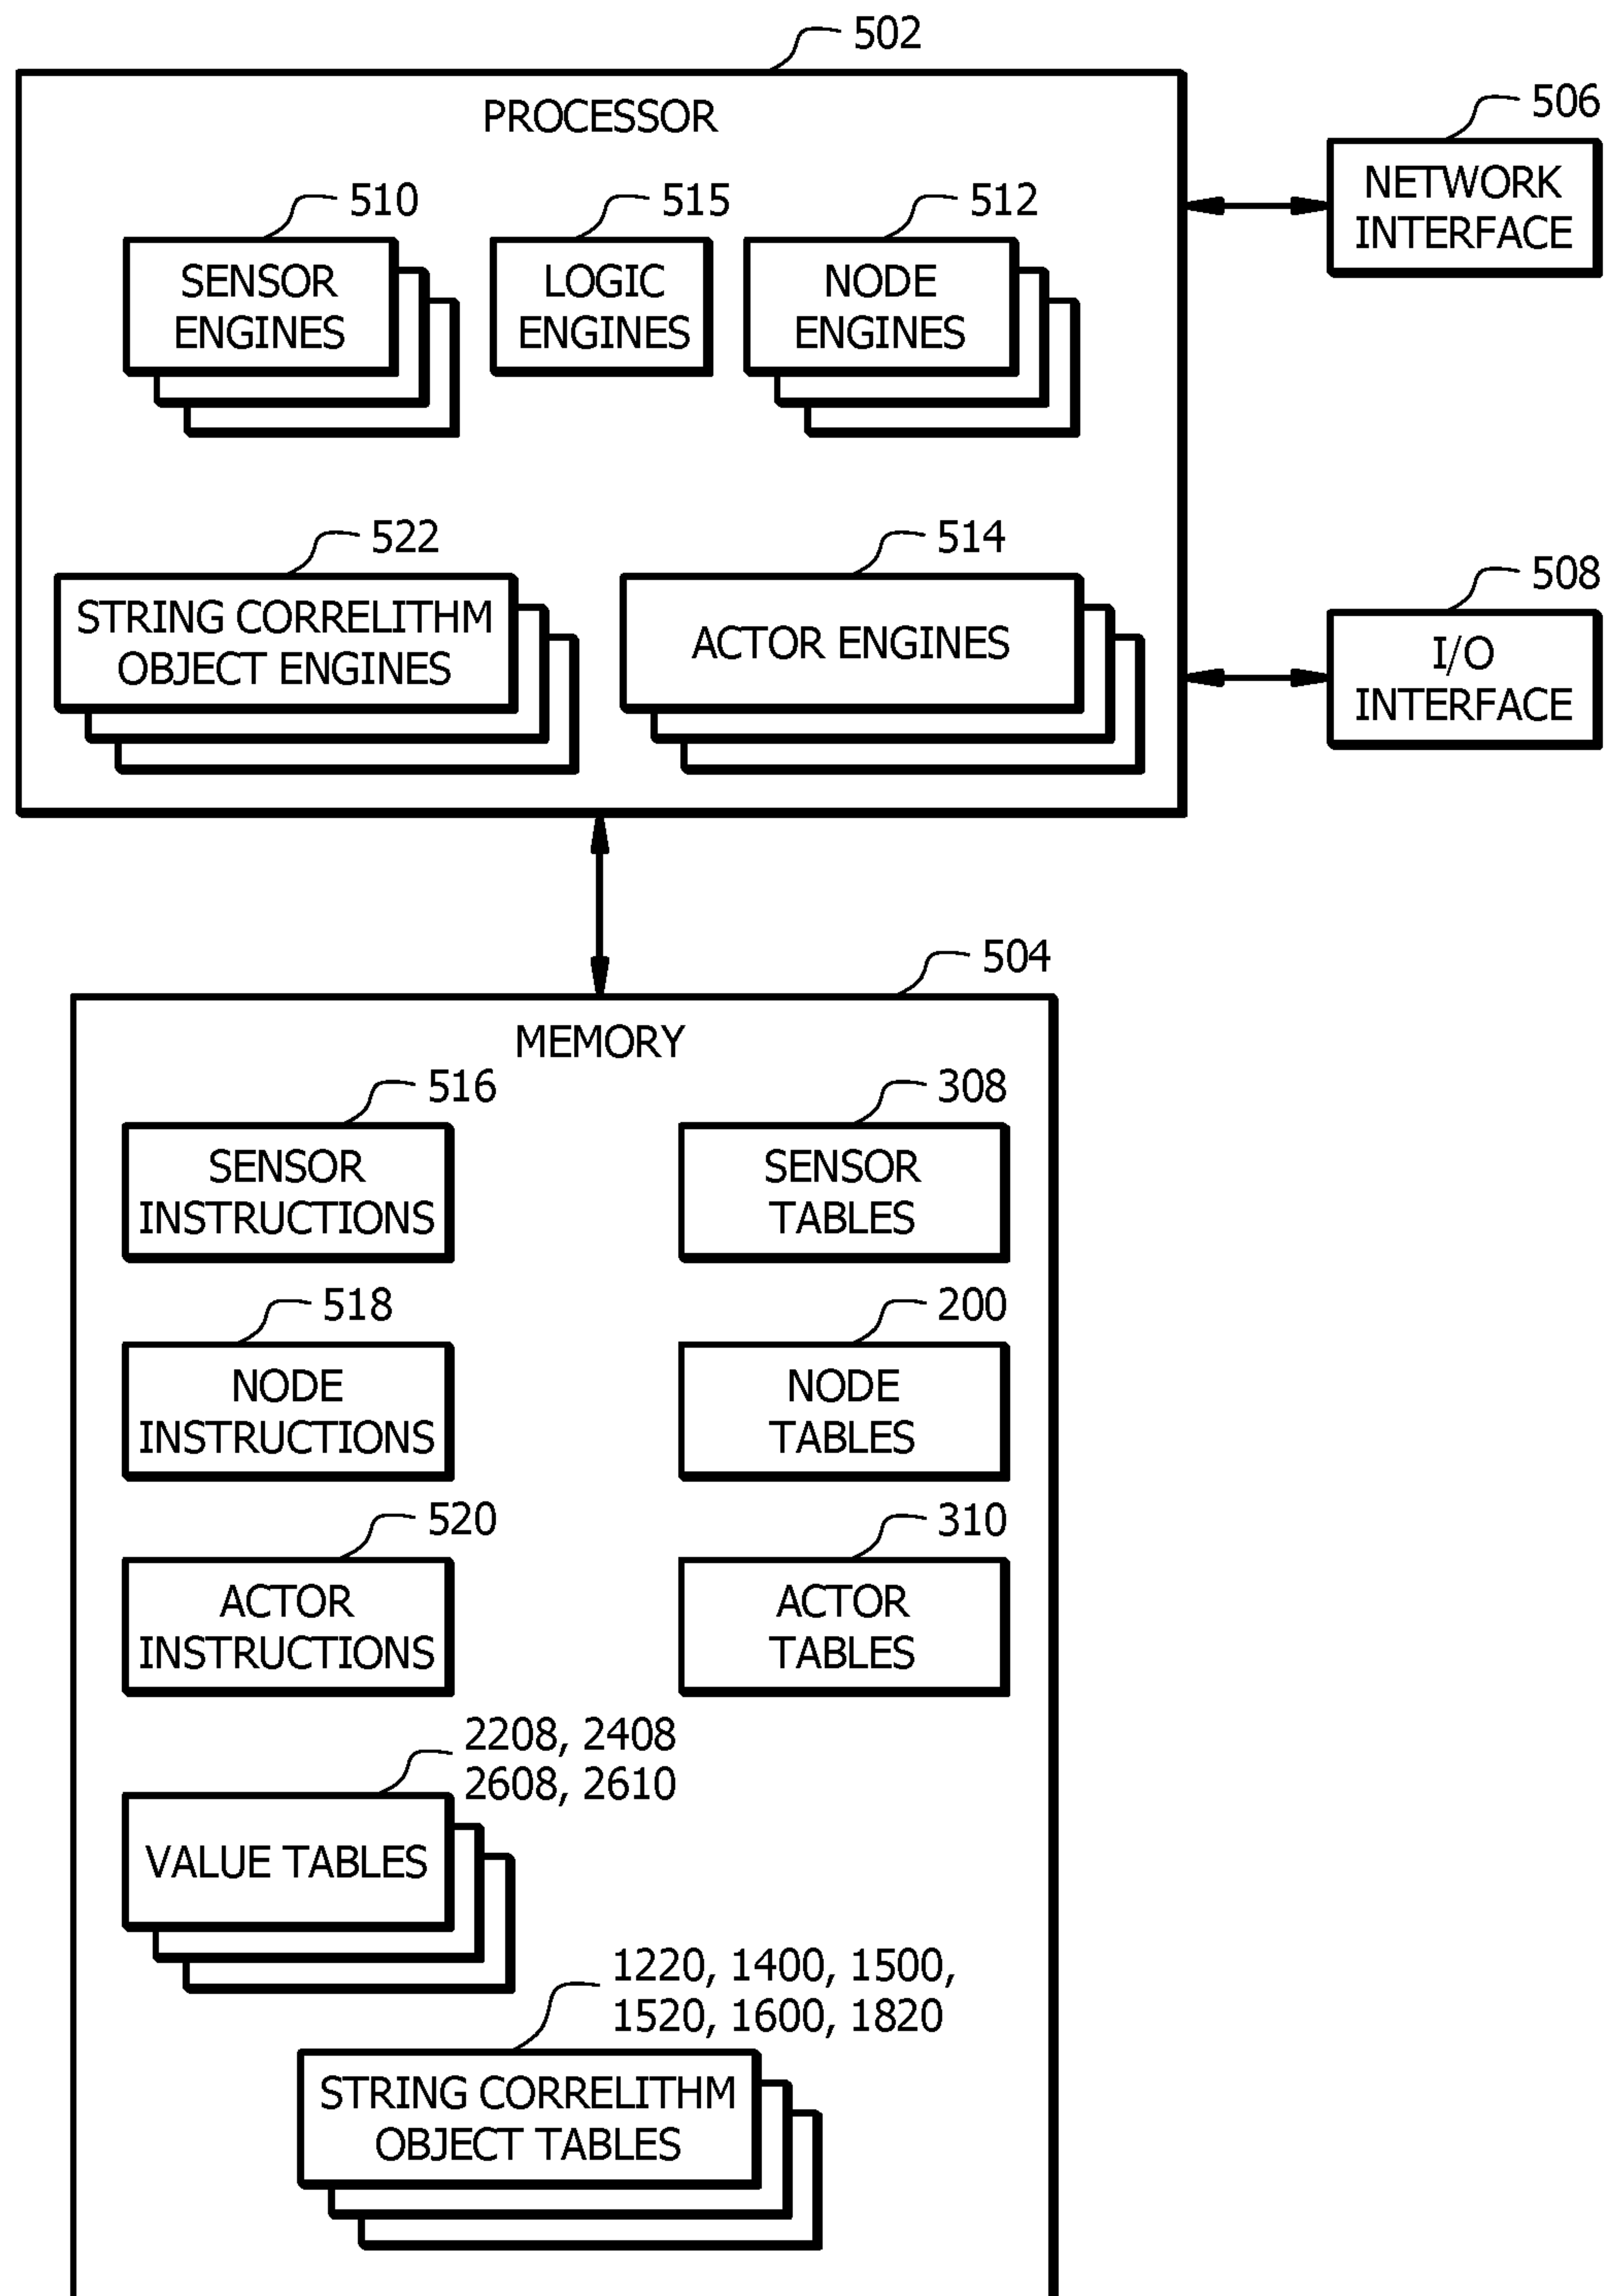 502
PROCESSOR
506
NETWORK
INTERFACE
510
515
512
SENSOR
ENGINES
LOGIC
ENGINES
NODE
ENGINES
522
514
508
STRING CORRELITHM
OBJECT ENGINES
ACTOR ENGINES
I/O
INTERFACE
504
MEMORY
516
308
SENSOR
INSTRUCTIONS
SENSOR
TABLES
518
200
NODE
INSTRUCTIONS
NODE
TABLES
520
310
ACTOR
INSTRUCTIONS
ACTOR
TABLES
2208, 2408
2608, 2610
VALUE TABLES
1220, 1400, 1500,
1520, 1600, 1820
STRING CORRELITHM
OBJECT TABLES